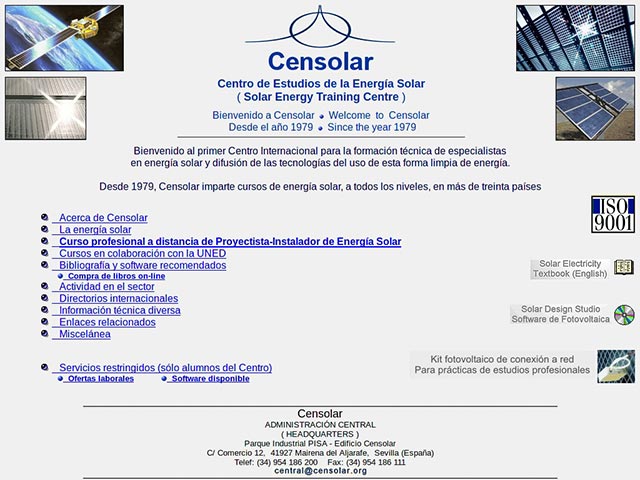 Censolar
Centro de Estudios de la Energía Solar
( Solar Energy Training Centre )
Bienvenido a Censolar Welcome to Censolar
Desde el año 1979 Since the year 1979
Bienvenido al primer Centro Internacional para la formación técnica de especialistas
en energía solar y difusión de las tecnologías del uso de esta forma limpia de energía.
Desde 1979, Censolar imparte cursos de energía solar, a todos los niveles, en más de treinta países
ISO
9001
Acerca de Censolar
La energía solar
Curso profesional a distancia de Proyectista-Instalador de Energía Solar
Cursos en colaboración con la UNED
Bibliografía y software recomendados
Compra de libros on-line
Actividad en el sector
Directorios internacionales
Información técnica diversa
Enlaces relacionados
Miscelánea
Solar Electricity
Textbook (English)
Solar Design Studio
Software de Fotovoltaica
Kit fotovoltaico de conexión a red
Para prácticas de estudios profesionales
Servicios restringidos (sólo alumnos del Centro)
Ofertas laborales Software disponible
Censolar
ADMINISTRACIÓN CENTRAL
( HEADQUARTERS )
Parque Industrial PISA - Edificio Censolar
C/ Comercio 12, 41927 Mairena del Aljarafe, Sevilla (España)
Telef: (34) 954 186 200 Fax: (34) 954 186 111
central@censolar.org